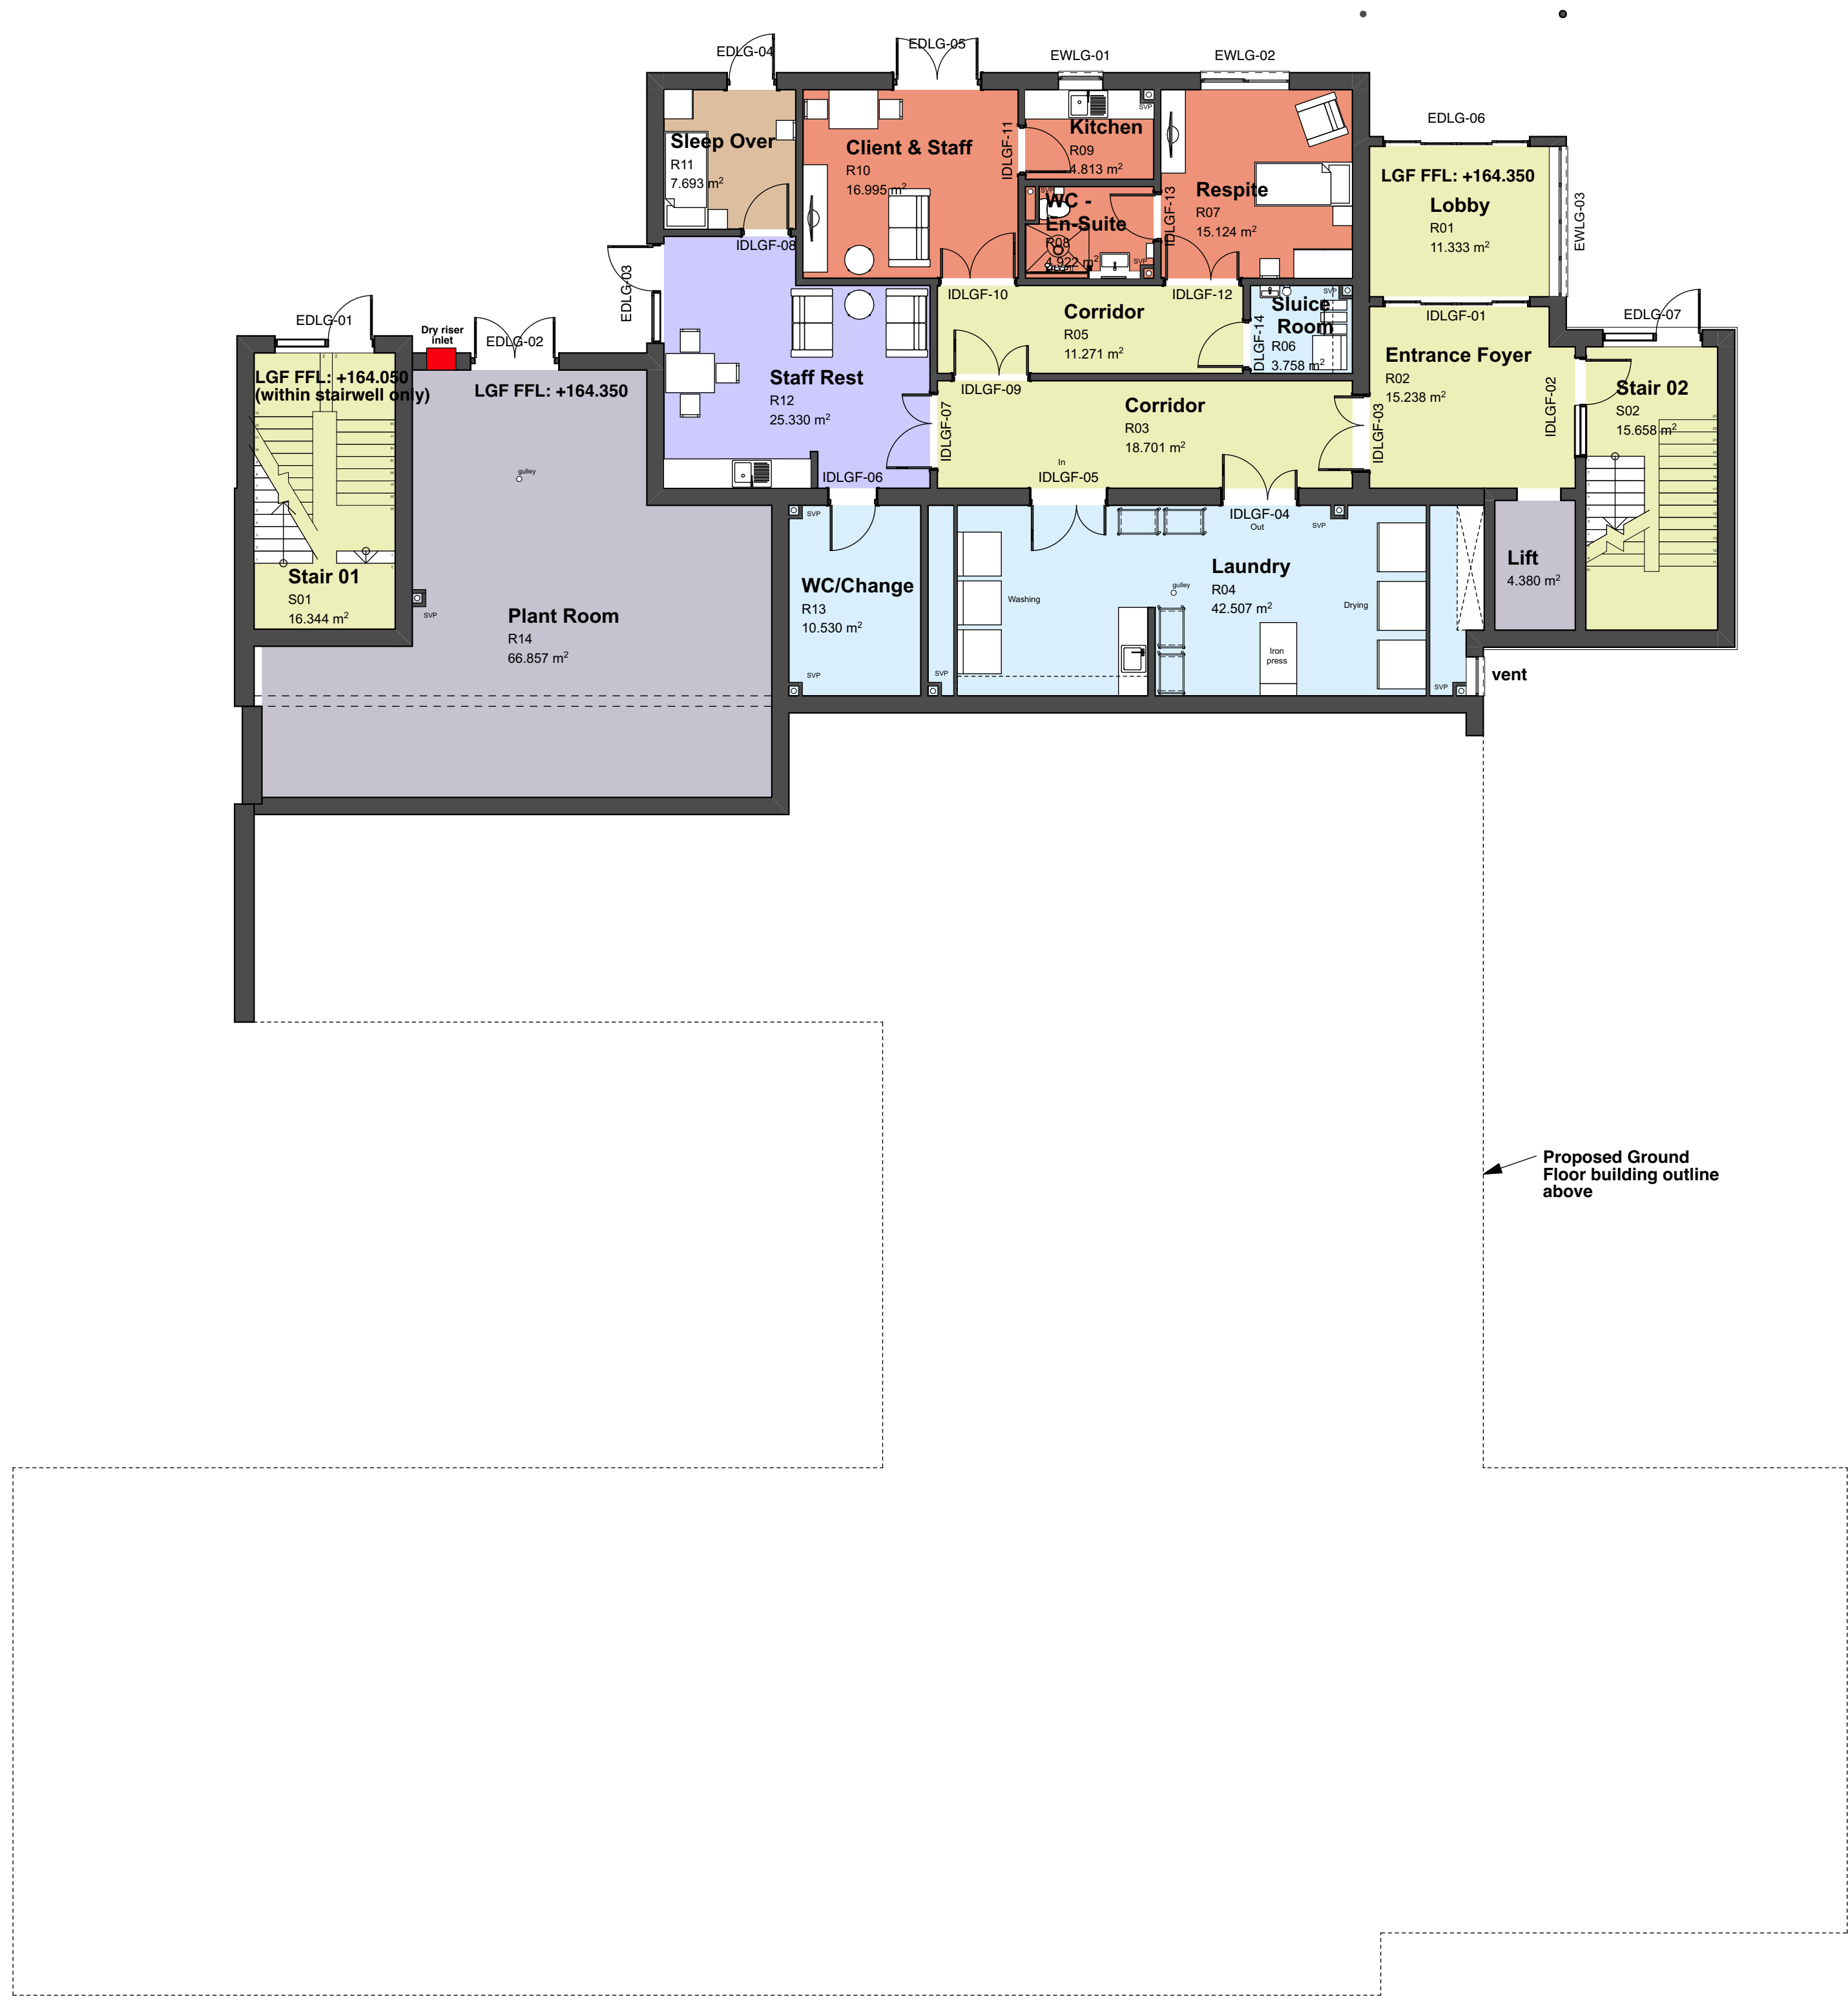 EDLG-04
EDLG-05
EWLG-01
EWLG-02
SVP
Sleep Over
R11
7.693 m²
Client & Staff
R10
16.995 m²
IDLGF-11
Kitchen
R09
4.813 m²
EDLG-06
LGF FFL: +164.350
Lobby
R01
11.333 m²
EWLG-03
SVP
WC -
En-Suite
R08
4.922 m²
SVP
IDLGF-13
Respite
R07
15.124 m²
IDLGF-08
EDLG-03
IDLGF-10
IDLGF-12
SVP
Sluice
Room
R06
3.758 m²
IDLGF-14
Corridor
R05
11.271 m²
IDLGF-01
EDLG-07
EDLG-01
Dry riser
inlet
EDLG-02
LGF FFL: +164.050
(within stairwell only)
LGF FFL: +164.350
Staff Rest
R12
25.330 m²
IDLGF-09
IDLGF-07
Corridor
R03
18.701 m²
IDLGF-03
Entrance Foyer
R02
15.238 m²
IDLGF-02
Stair 02
S02
15.658 m²
gulley
IDLGF-06
In
IDLGF-05
IDLGF-04
Out
SVP
SVP
Stair 01
S01
16.344 m²
SVP
Plant Room
R14
66.857 m²
WC/Change
R13
10.530 m²
SVP
SVP
Washing
gulley
Laundry
R04
42.507 m²
Drying
Iron
press
SVP
Lift
4.380 m²
vent
Proposed Ground
Floor building outline
above